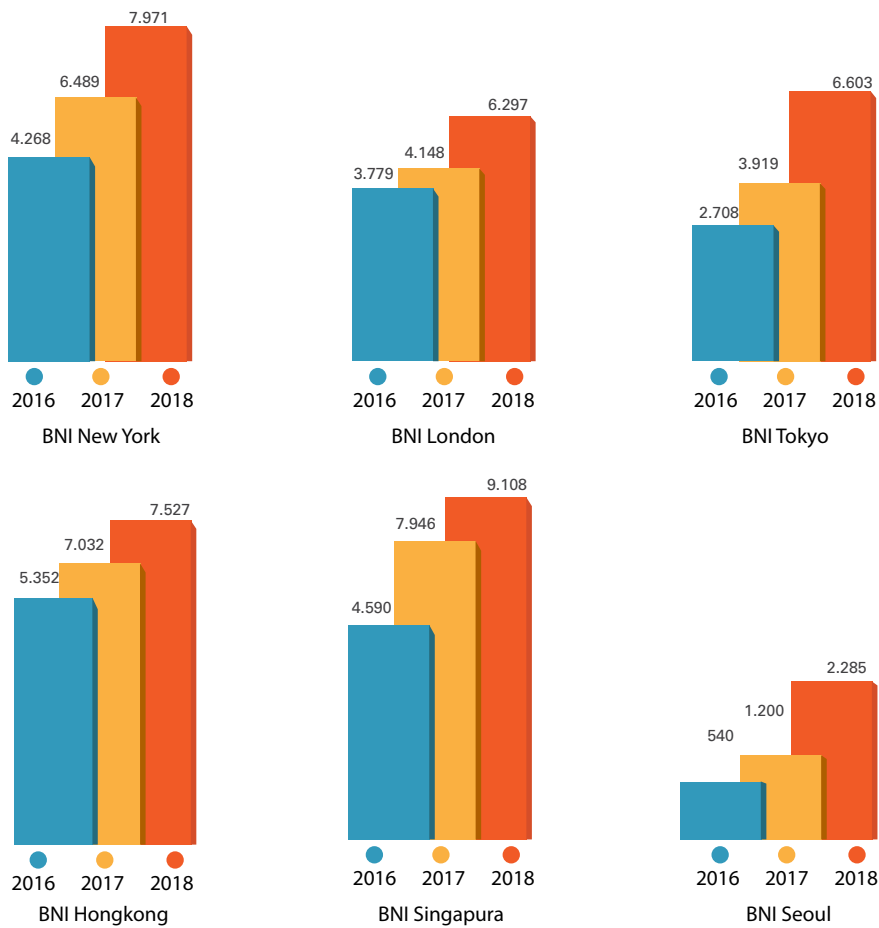 7.971
6.489
4.268
2016 2017 2018
BNI New York
6.297
4.148
3.779
2016 2017 2018
BNI London
6.603
3.919
2.708
2016 2017 2018
BNI Tokyo
7.527
7.032
5.352
2016 2017 2018
BNI Hongkong
9.108
7.946
4.590
2016 2017 2018
BNI Singapura
2.285
1.200
540
2016 2017 2018
BNI Seoul